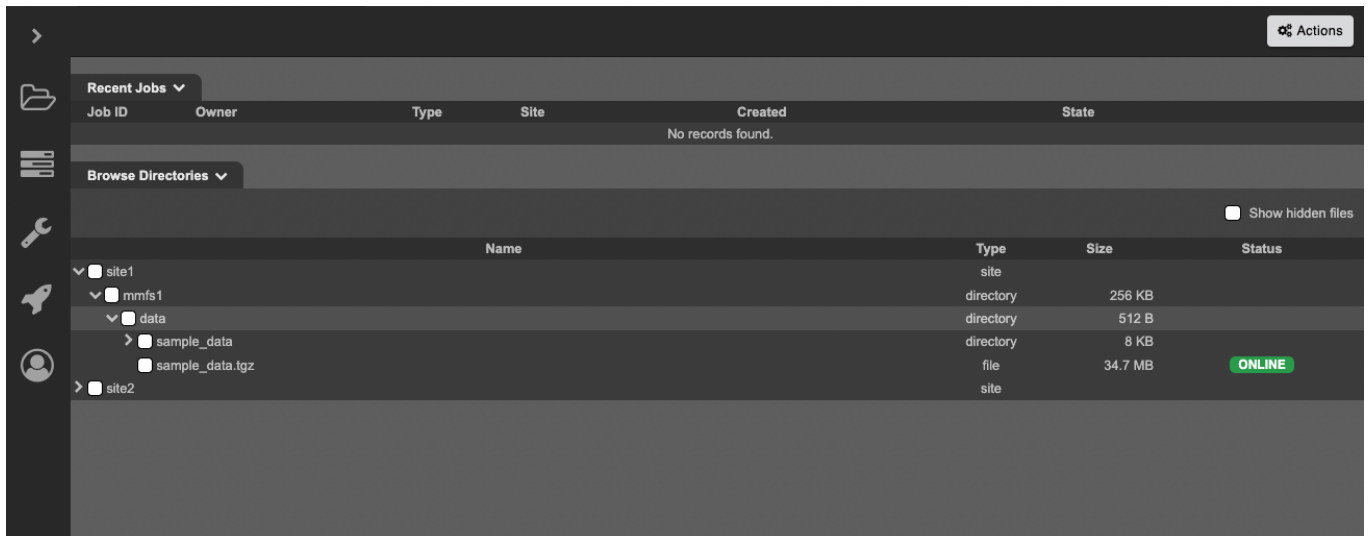 Actions
Recent Jobs
Job ID Owner Type Site Created State
No records found.
Browse Directories
Show hidden files
Name Type Size Status
site1 site
mmfs1 directory 256 KB
data directory 512 B
sample_data directory 8 KB
sample_data.tgz file 34.7 MB ONLINE
site2 site